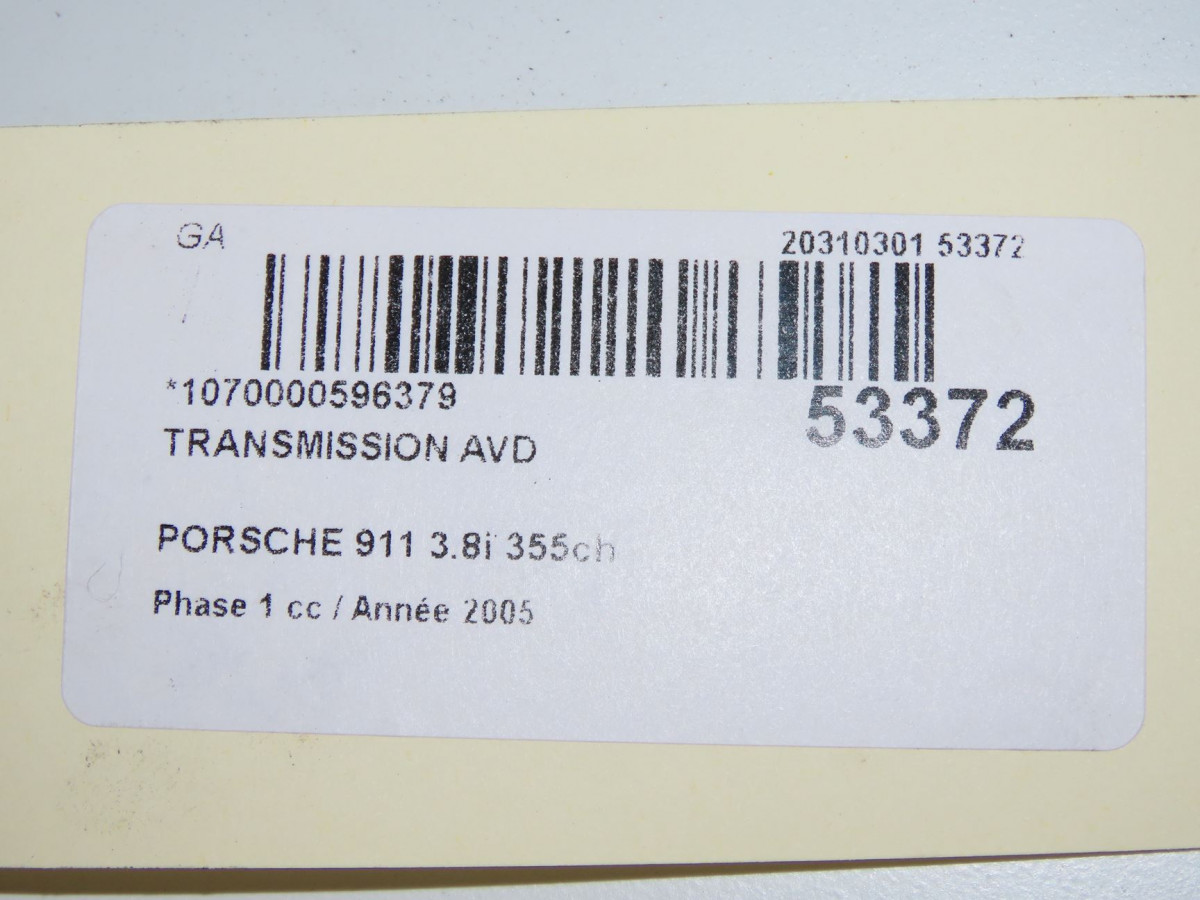 GA 20310301 53372
*1070000596379 53372
TRANSMISSION AVD
PORSCHE 911 3.8i 355ch
Phase 1 cc / Année 2005